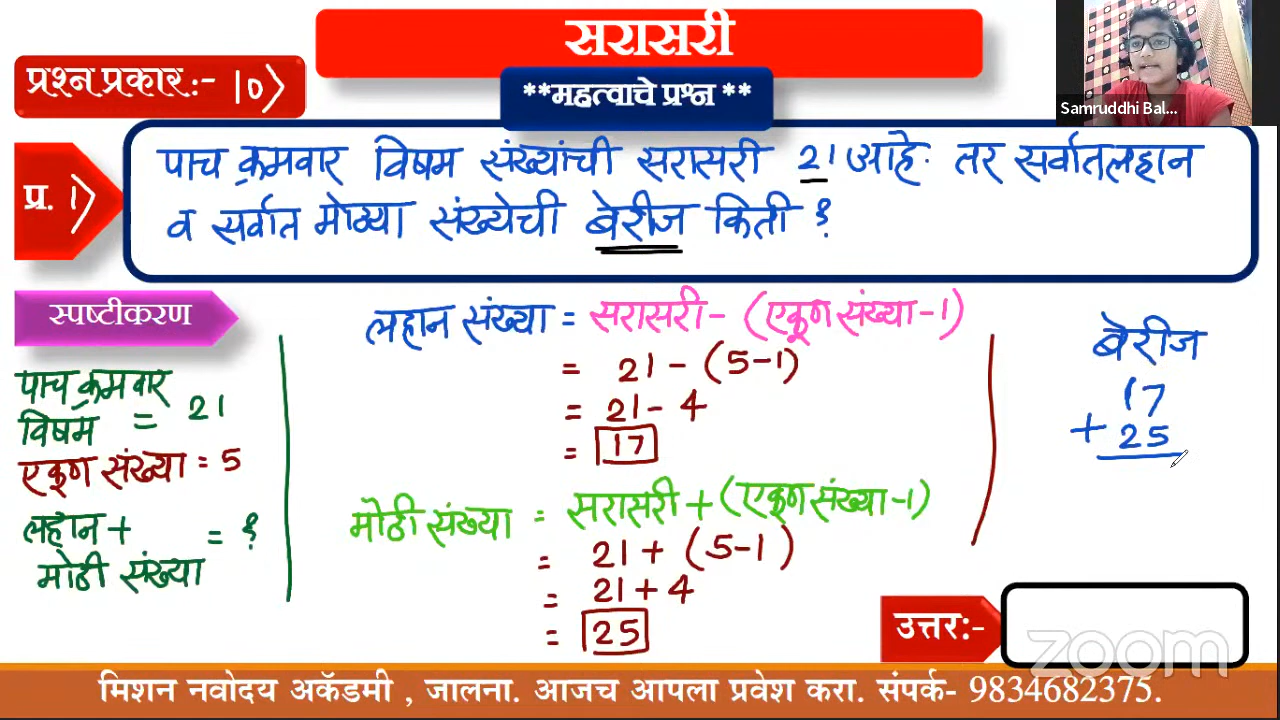 सरासरी
प्रश्न प्रकार :- 10)
**महत्वाचे प्रश्न **
Samruddhi Bal...
प्र. 1)
पाच क्रमवार विषम संख्यांची सरासरी 21 आहे. तर सर्वात लहान
व सर्वात मोठ्या संख्येची बेरीज किती ?
स्पष्टीकरण
पाच क्रमवार
विषम = 21
एकूण संख्या = 5
लहान + = ?
मोठी संख्या
लहान संख्या = सरासरी - (एकूण संख्या - 1)
= 21 - (5-1)
= 21 - 4
= 17
मोठी संख्या = सरासरी + (एकूण संख्या - 1)
= 21 + (5-1)
= 21 + 4
= 25
बेरीज
17
+ 25
उत्तर:-
zoom
मिशन नवोदय अॅकॅडमी , जालना. आजच आपला प्रवेश करा. संपर्क- 9834682375.